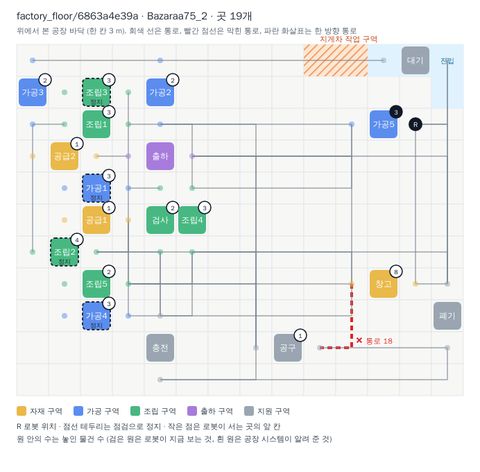 factory_floor/6863a4e39a · Bazaraa75_2 · 곳 19개
위에서 본 공장 바닥 (한 칸 3 m). 회색 선은 통로, 빨간 점선은 막힌 통로, 파란 화살표는 한 방향 통로
지게차 작업 구역
대기
전립
가공3 2
조립3 3
정지
가공2 2
조립1 3
가공5 3
R
공급2 1
출하
가공1 3
정지
공급1 1
검사 2
조립4 3
조립2 4
정지
조립5 2
창고 8
가공4 3
정지
폐기
충전
공구 1
✕ 통로 18
자재 구역
가공 구역
조립 구역
출하 구역
지원 구역
R 로봇 위치 · 점선 테두리는 점검으로 정지 · 작은 점은 로봇이 서는 곳의 앞 칸
원 안의 수는 놓인 물건 수 (검은 원은 로봇이 지금 보는 것, 흰 원은 공장 시스템이 알려 준 것)